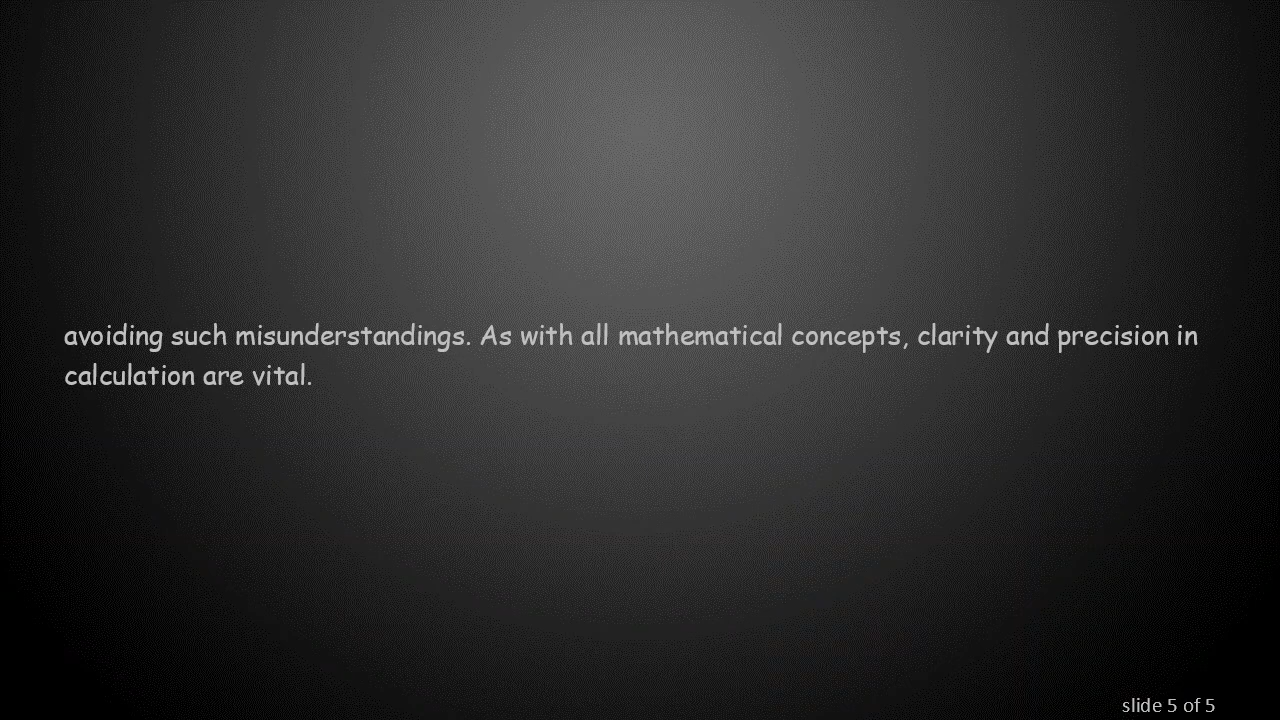 avoiding such misunderstandings. As with all mathematical concepts, clarity and precision in
calculation are vital.
slide 5 of 5